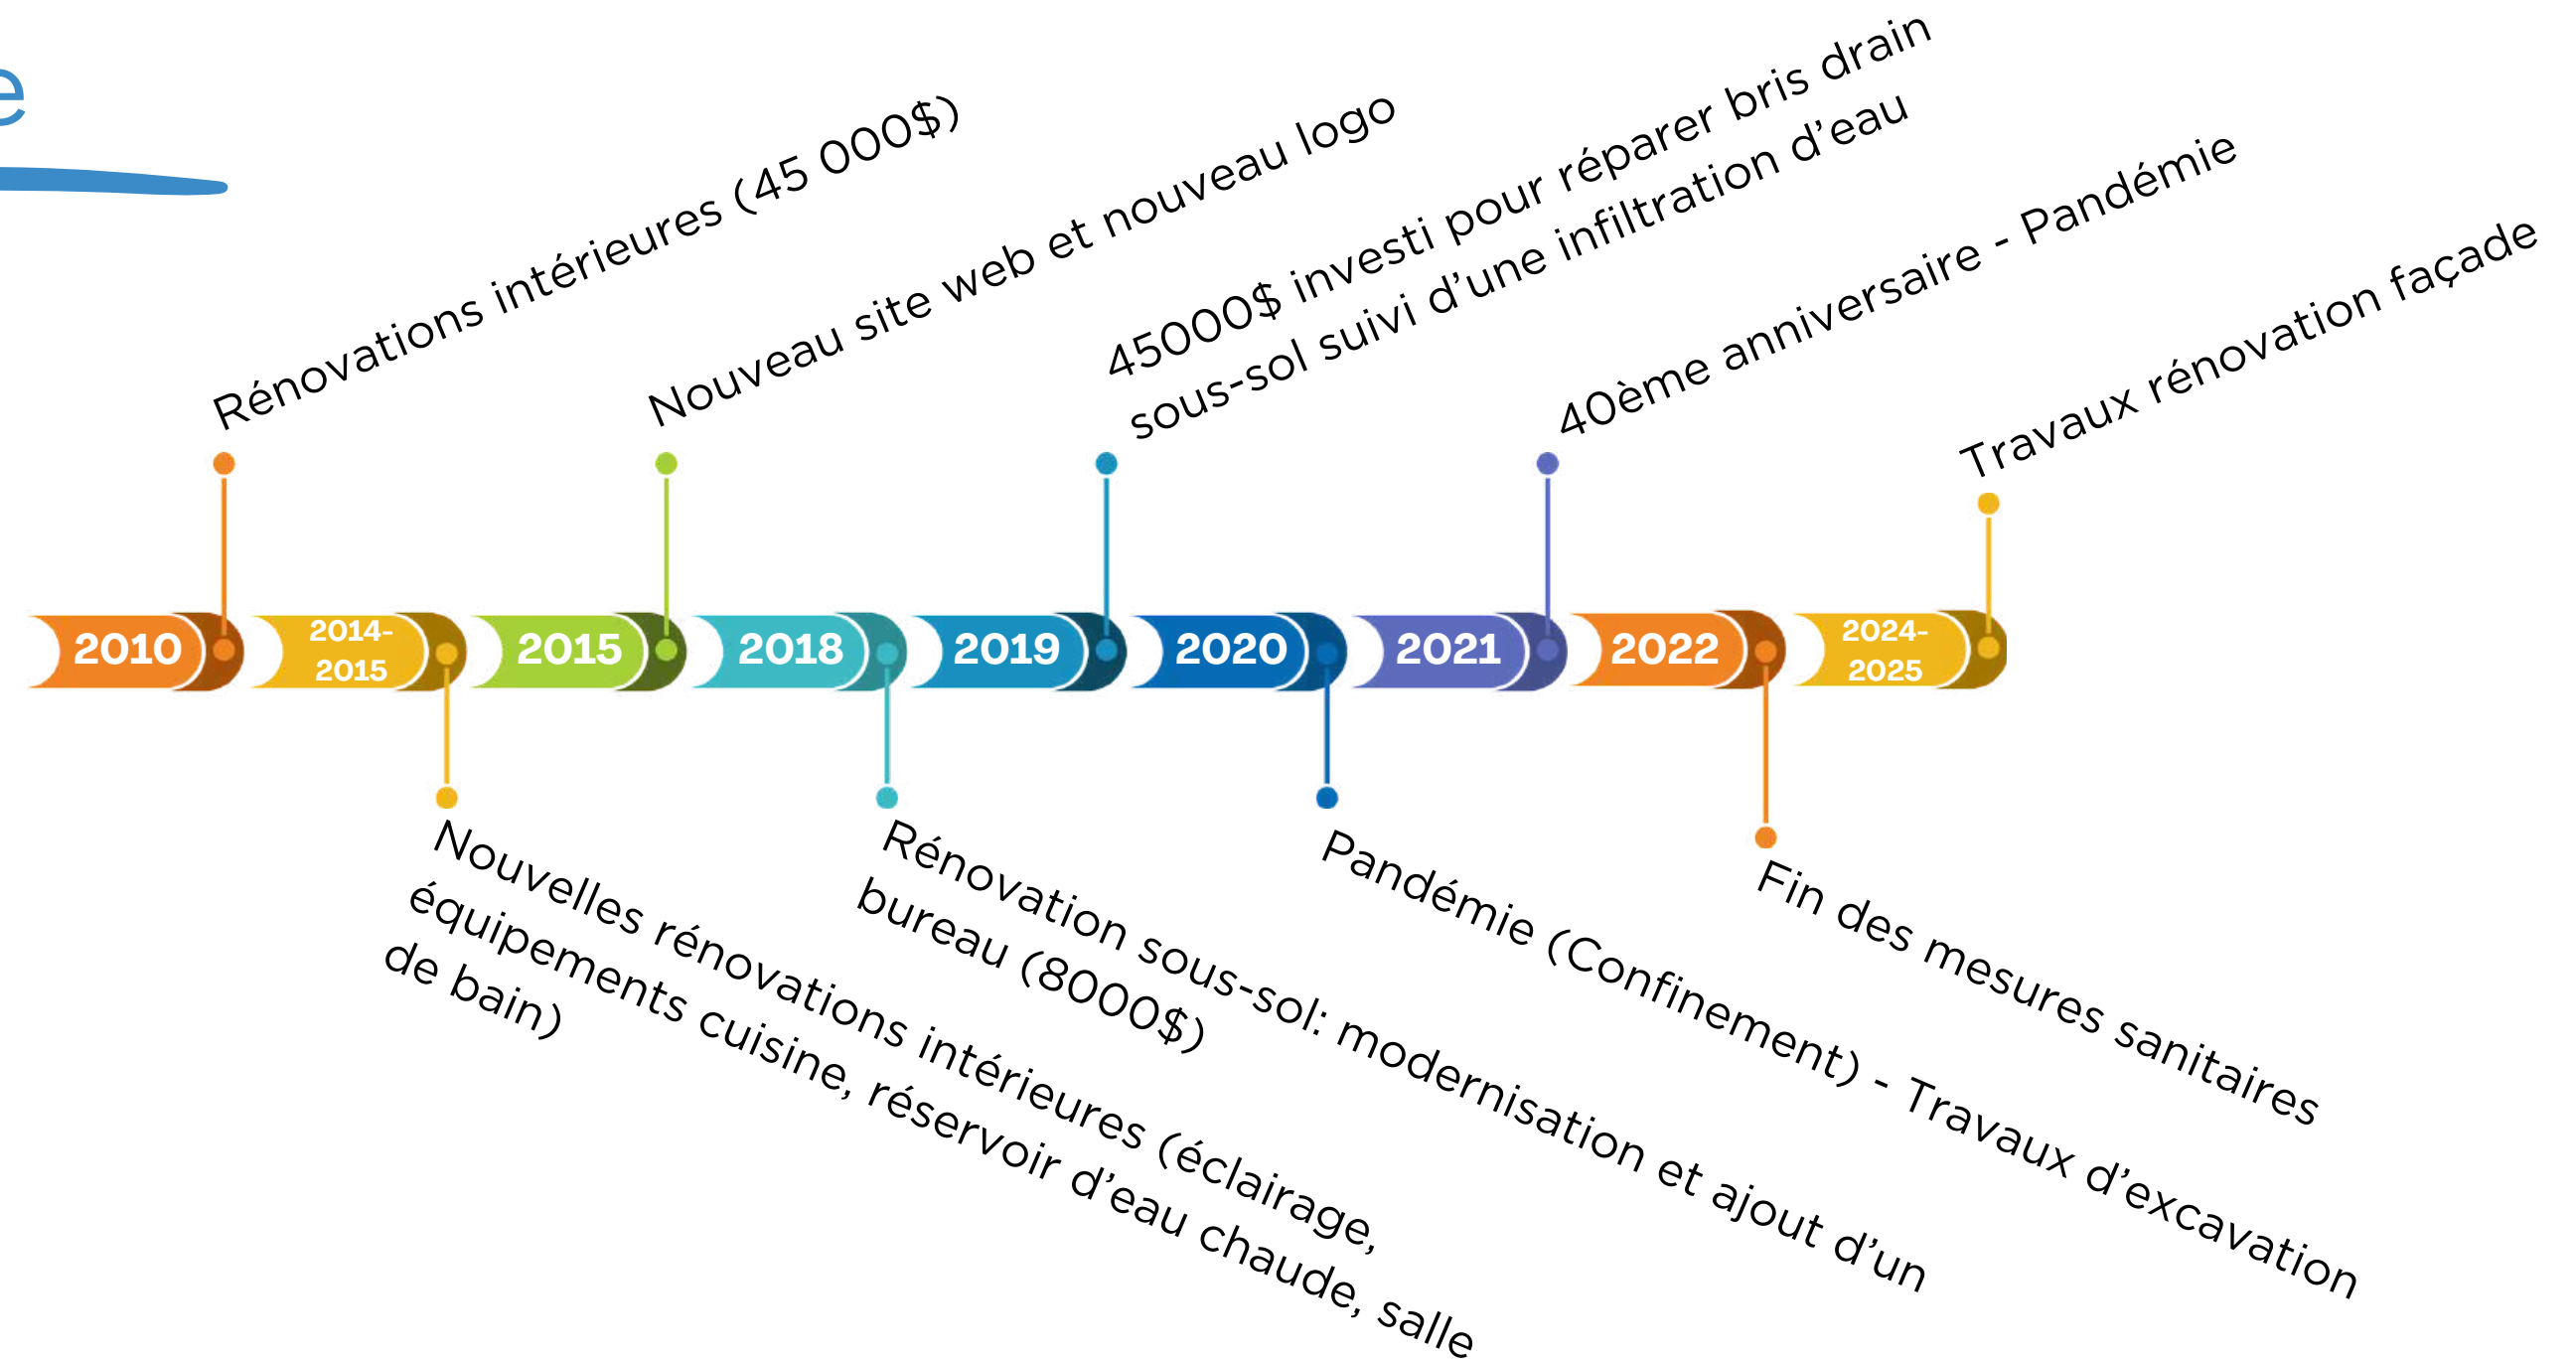 e
Rénovations intérieures (45 000$)
Nouveau site web et nouveau logo
45000$ investi pour réparer bris drain
sous-sol suivi d'une infiltration d'eau
40ème anniversaire - Pandémie
Travaux rénovation façade
2010
2014-
2015
2015
2018
2019
2020
2021
2022
2024-
2025
Nouvelles rénovations intérieures (éclairage,
équipements cuisine, réservoir d'eau chaude, salle
de bain)
Rénovation sous-sol: modernisation et ajout d'un
bureau (8000$)
Pandémie (Confinement) - Travaux d'excavation
Fin des mesures sanitaires